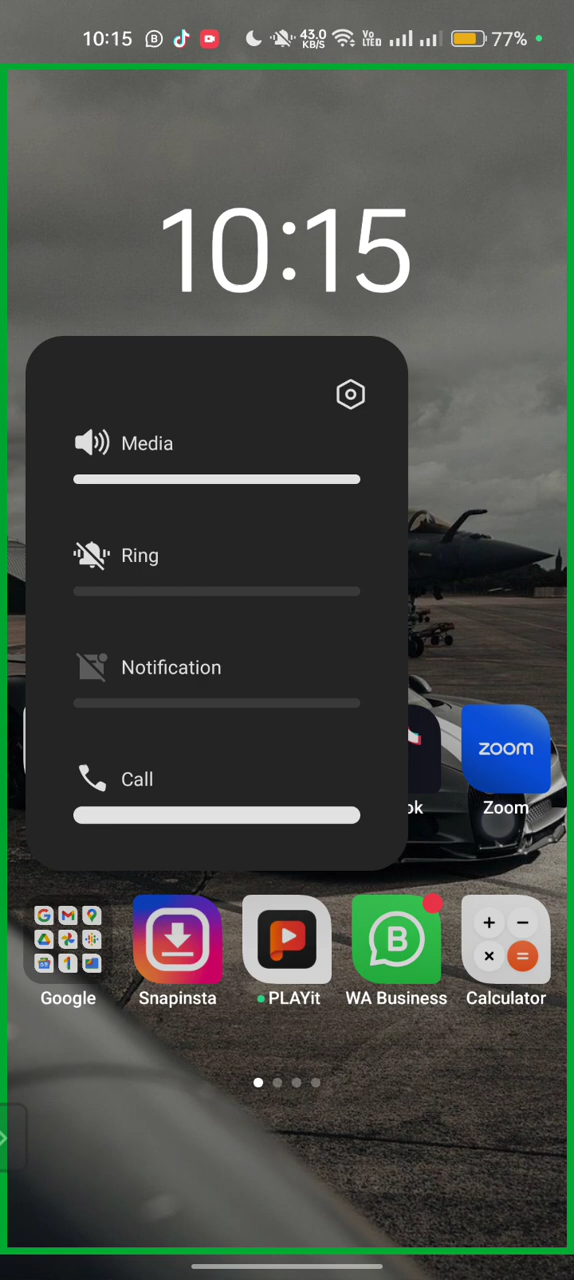 10:15
43.0
KB/S
Vo
LTED
77%
10:15
Media
Ring
Notification
Call
zoom
ok
Zoom
Google
Snapinsta
PLAYit
WA Business
Calculator